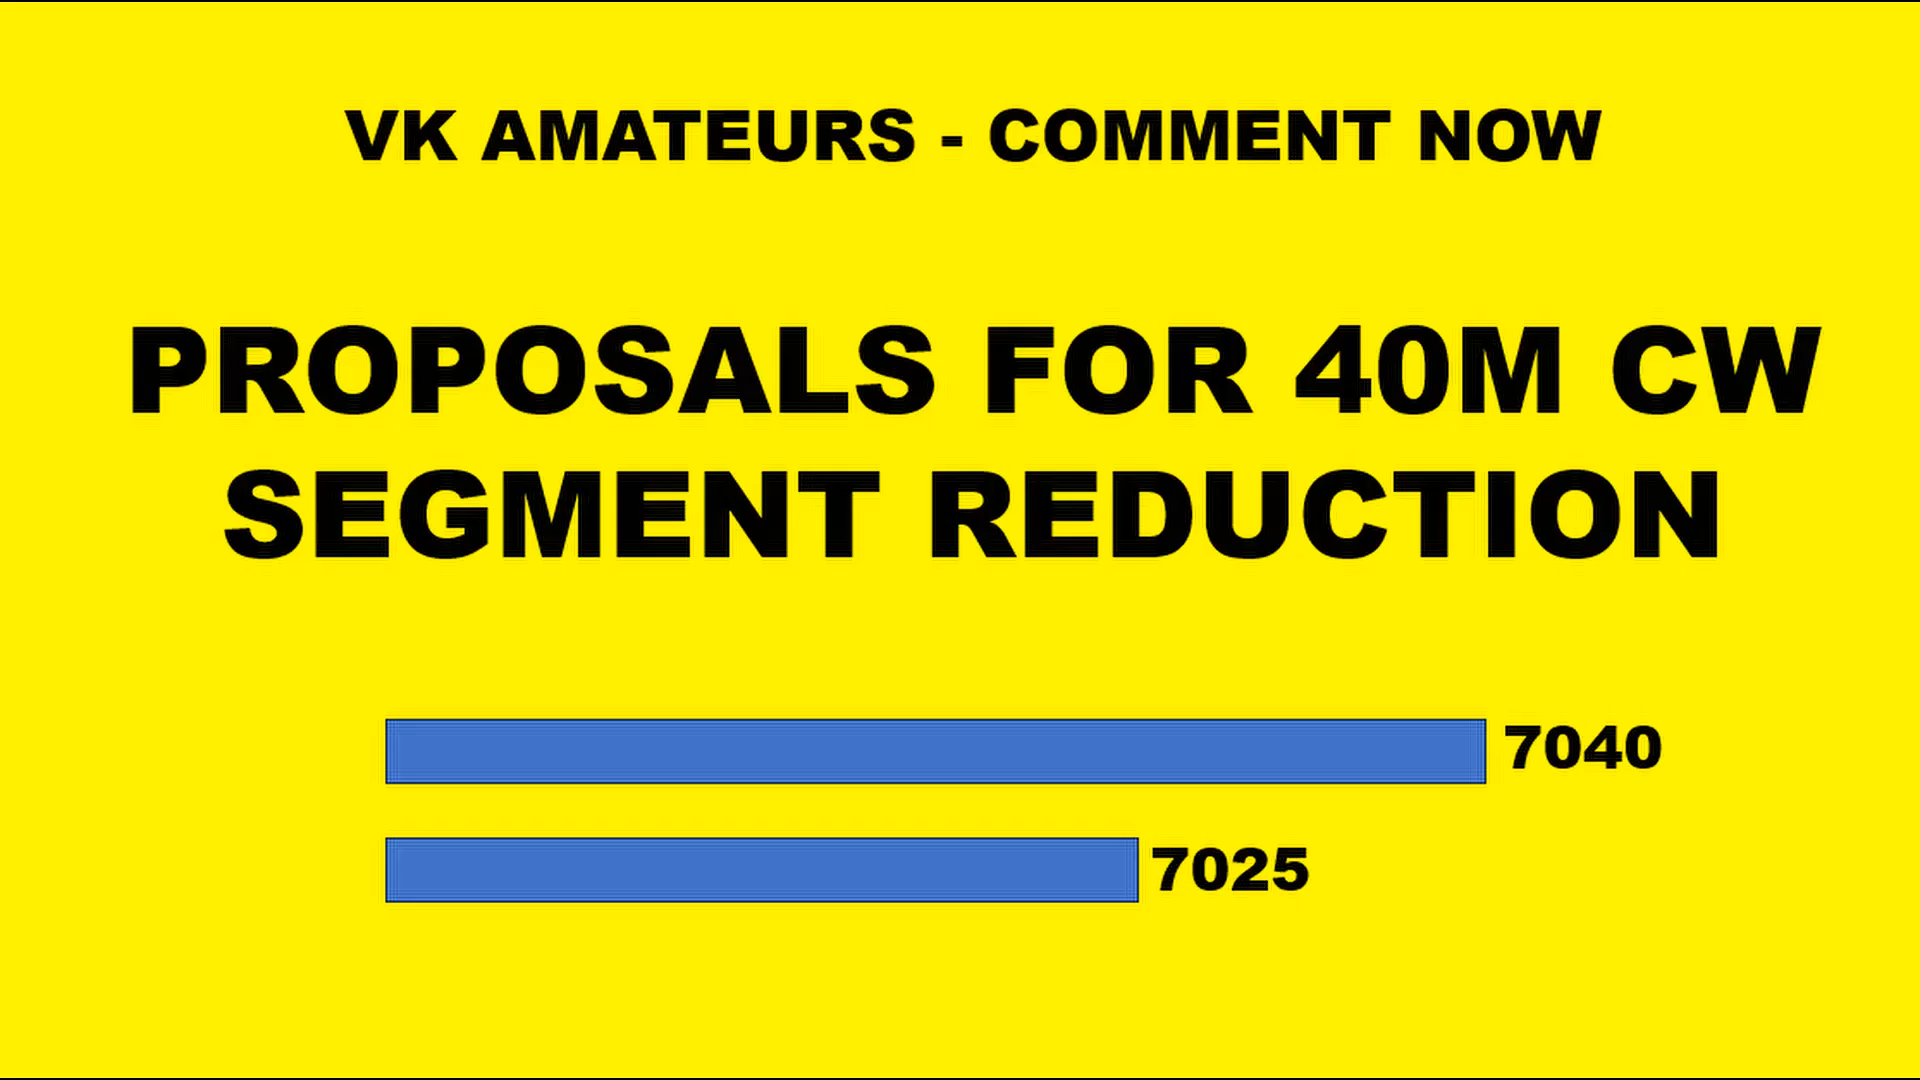 VK AMATEURS - COMMENT NOW
PROPOSALS FOR 40M CW
SEGMENT REDUCTION
7040
7025